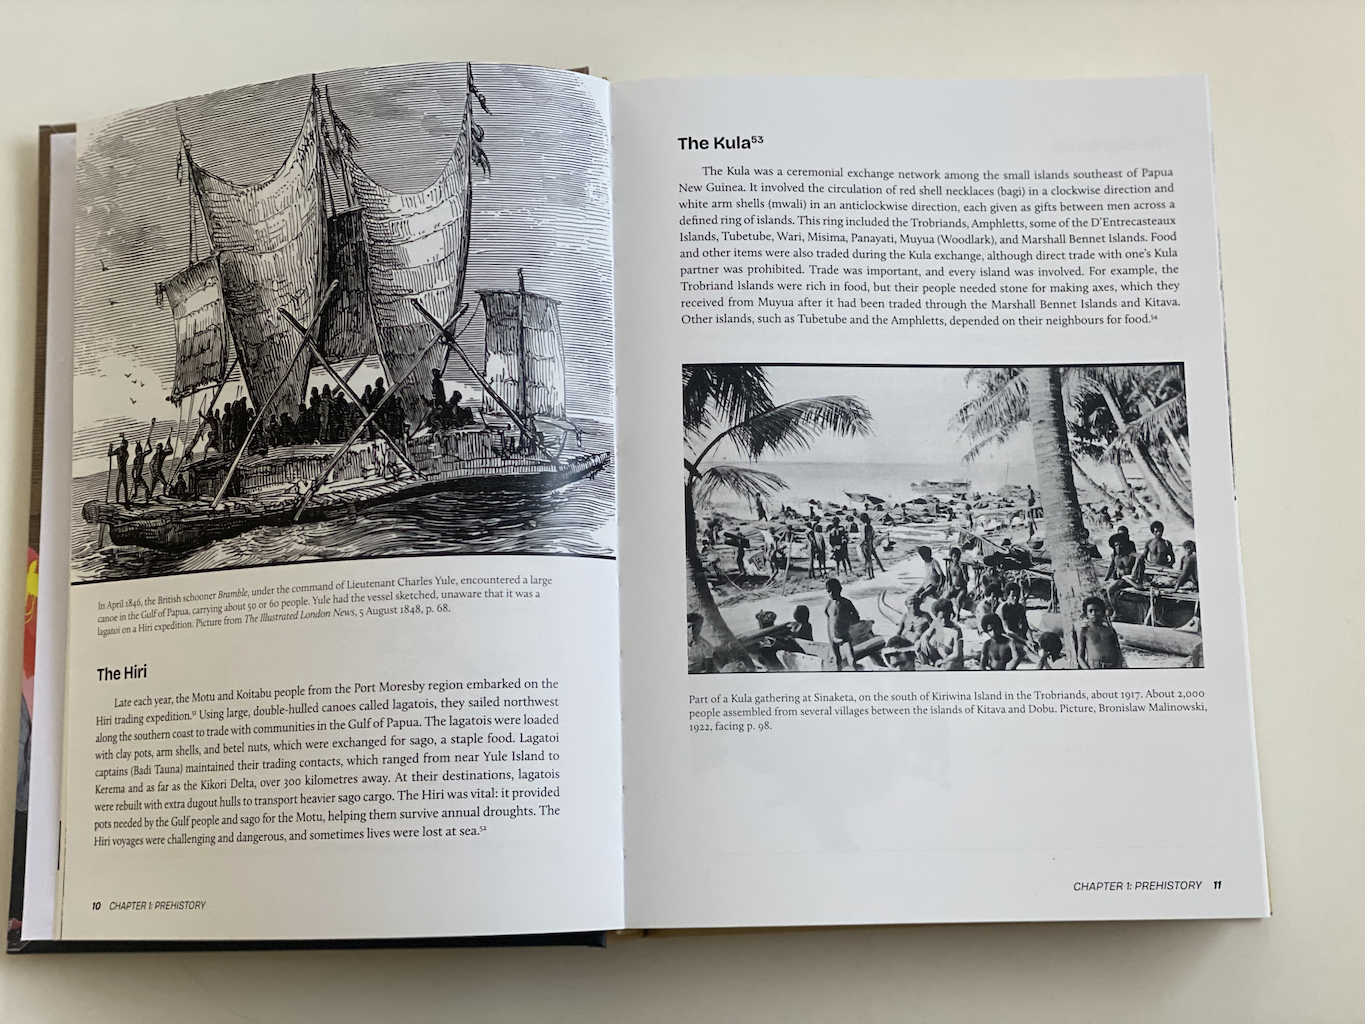 In April 1846, the British schooner Bramble, under the command of Lieutenant Charles Yule, encountered a large
canoe in the Gulf of Papua, carrying about 50 or 60 people. Yule had the vessel sketched, unaware that it was a
lagatoi on a Hiri expedition. Picture from The Illustrated London News, 5 August 1848, p. 68.
The Hiri
Late each year, the Motu and Koitabu people from the Port Moresby region embarked on the
Hiri trading expedition.⁵¹ Using large, double-hulled canoes called lagatois, they sailed northwest
along the southern coast to trade with communities in the Gulf of Papua. The lagatois were loaded
with clay pots, arm shells, and betel nuts, which were exchanged for sago, a staple food. Lagatoi
captains (Badi Tauna) maintained their trading contacts, which ranged from near Yule Island to
Kerema and as far as the Kikori Delta, over 300 kilometres away. At their destinations, lagatois
were rebuilt with extra dugout hulls to transport heavier sago cargo. The Hiri was vital: it provided
pots needed by the Gulf people and sago for the Motu, helping them survive annual droughts. The
Hiri voyages were challenging and dangerous, and sometimes lives were lost at sea.⁵²
10 CHAPTER 1: PREHISTORY
The Kula⁵³
The Kula was a ceremonial exchange network among the small islands southeast of Papua
New Guinea. It involved the circulation of red shell necklaces (bagi) in a clockwise direction and
white arm shells (mwali) in an anticlockwise direction, each given as gifts between men across a
defined ring of islands. This ring included the Trobriands, Amphletts, some of the D'Entrecasteaux
Islands, Tubetube, Wari, Misima, Panayati, Muyua (Woodlark), and Marshall Bennet Islands. Food
and other items were also traded during the Kula exchange, although direct trade with one's Kula
partner was prohibited. Trade was important, and every island was involved. For example, the
Trobriand Islands were rich in food, but their people needed stone for making axes, which they
received from Muyua after it had been traded through the Marshall Bennet Islands and Kitava.
Other islands, such as Tubetube and the Amphletts, depended on their neighbours for food.⁵⁴
Part of a Kula gathering at Sinaketa, on the south of Kiriwina Island in the Trobriands, about 1917. About 2,000
people assembled from several villages between the islands of Kitava and Dobu. Picture, Bronislaw Malinowski,
1922, facing p. 98.
CHAPTER 1: PREHISTORY 11